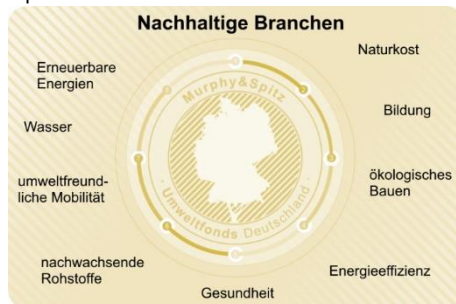 Nachhaltige Branchen
Naturkost
Erneuerbare
Energien
Bildung
Wasser
ökologisches
Bauen
umweltfreund-
liche Mobilität
nachwachsende
Rohstoffe
Energieeffizienz
Gesundheit
Murphy&Spitz
· Umweltfonds Deutschland ·